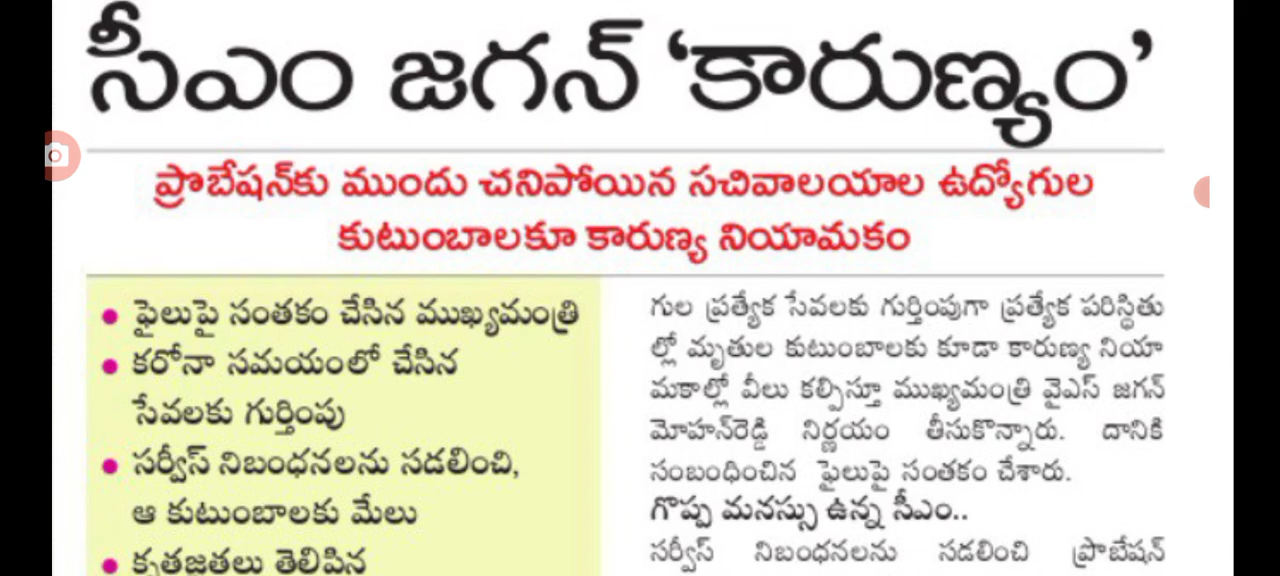 సీఎం జగన్ ‘కారుణ్యం’
ప్రొబేషన్‌కు ముందు చనిపోయిన సచివాలయాల ఉద్యోగుల
కుటుంబాలకూ కారుణ్య నియామకం
• ఫైలుపై సంతకం చేసిన ముఖ్యమంత్రి
• కరోనా సమయంలో చేసిన
సేవలకు గుర్తింపు
• సర్వీస్ నిబంధనలను సడలించి,
ఆ కుటుంబాలకు మేలు
• కృతజ్ఞతలు తెలిపిన
గుల ప్రత్యేక సేవలకు గుర్తింపుగా ప్రత్యేక పరిస్థితు
ల్లో మృతుల కుటుంబాలకు కూడా కారుణ్య నియా
మకాల్లో వీలు కల్పిస్తూ ముఖ్యమంత్రి వైఎస్ జగన్
మోహన్‌రెడ్డి నిర్ణయం తీసుకొన్నారు. దానికి
సంబంధించిన ఫైలుపై సంతకం చేశారు.
గొప్ప మనస్సు ఉన్న సీఎం..
సర్వీస్ నిబంధనలను సడలించి ప్రొబేషన్